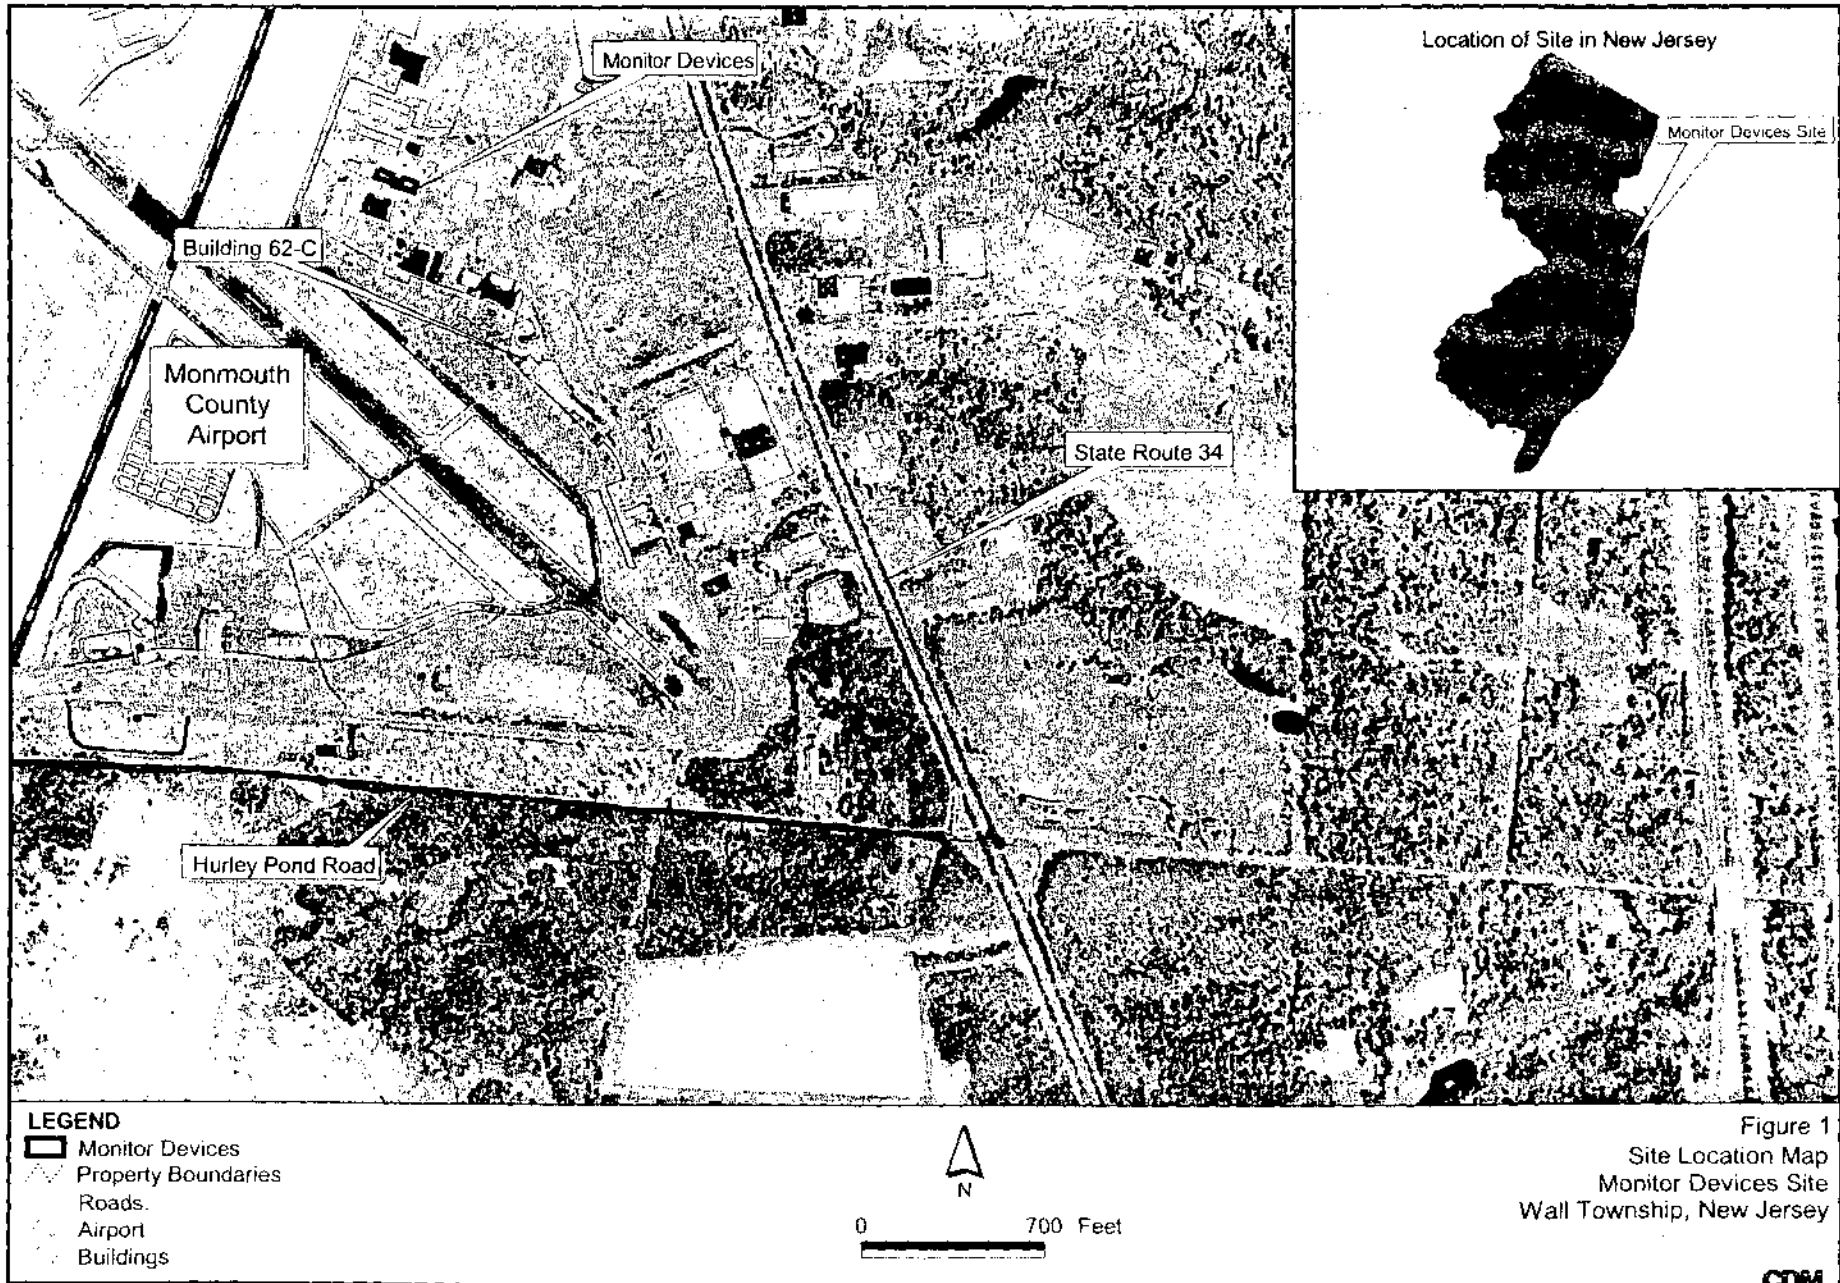 Location of Site in New Jersey
Monitor Devices
Monitor Devices Site
Building 62-C
Monmouth
County
Airport
State Route 34
Hurley Pond Road
LEGEND
Monitor Devices
Property Boundaries
Roads.
Airport
Buildings
N
0 700 Feet
Figure 1
Site Location Map
Monitor Devices Site
Wall Township, New Jersey
CDM